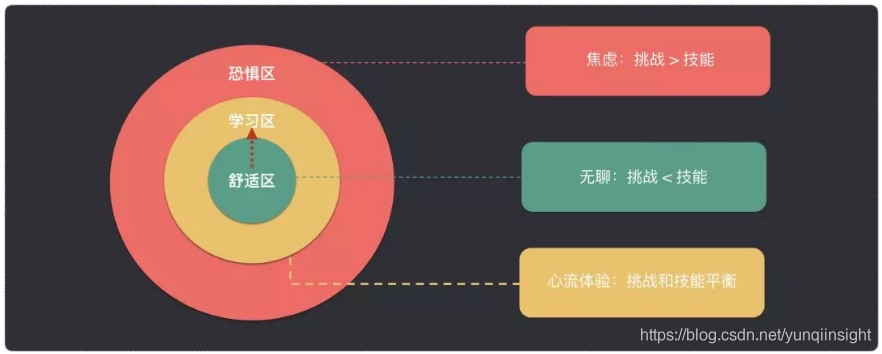 恐惧区
学习区
舒适区
焦虑：挑战 > 技能
无聊：挑战 < 技能
心流体验：挑战和技能平衡
https://blog.csdn.net/yunqiinsight